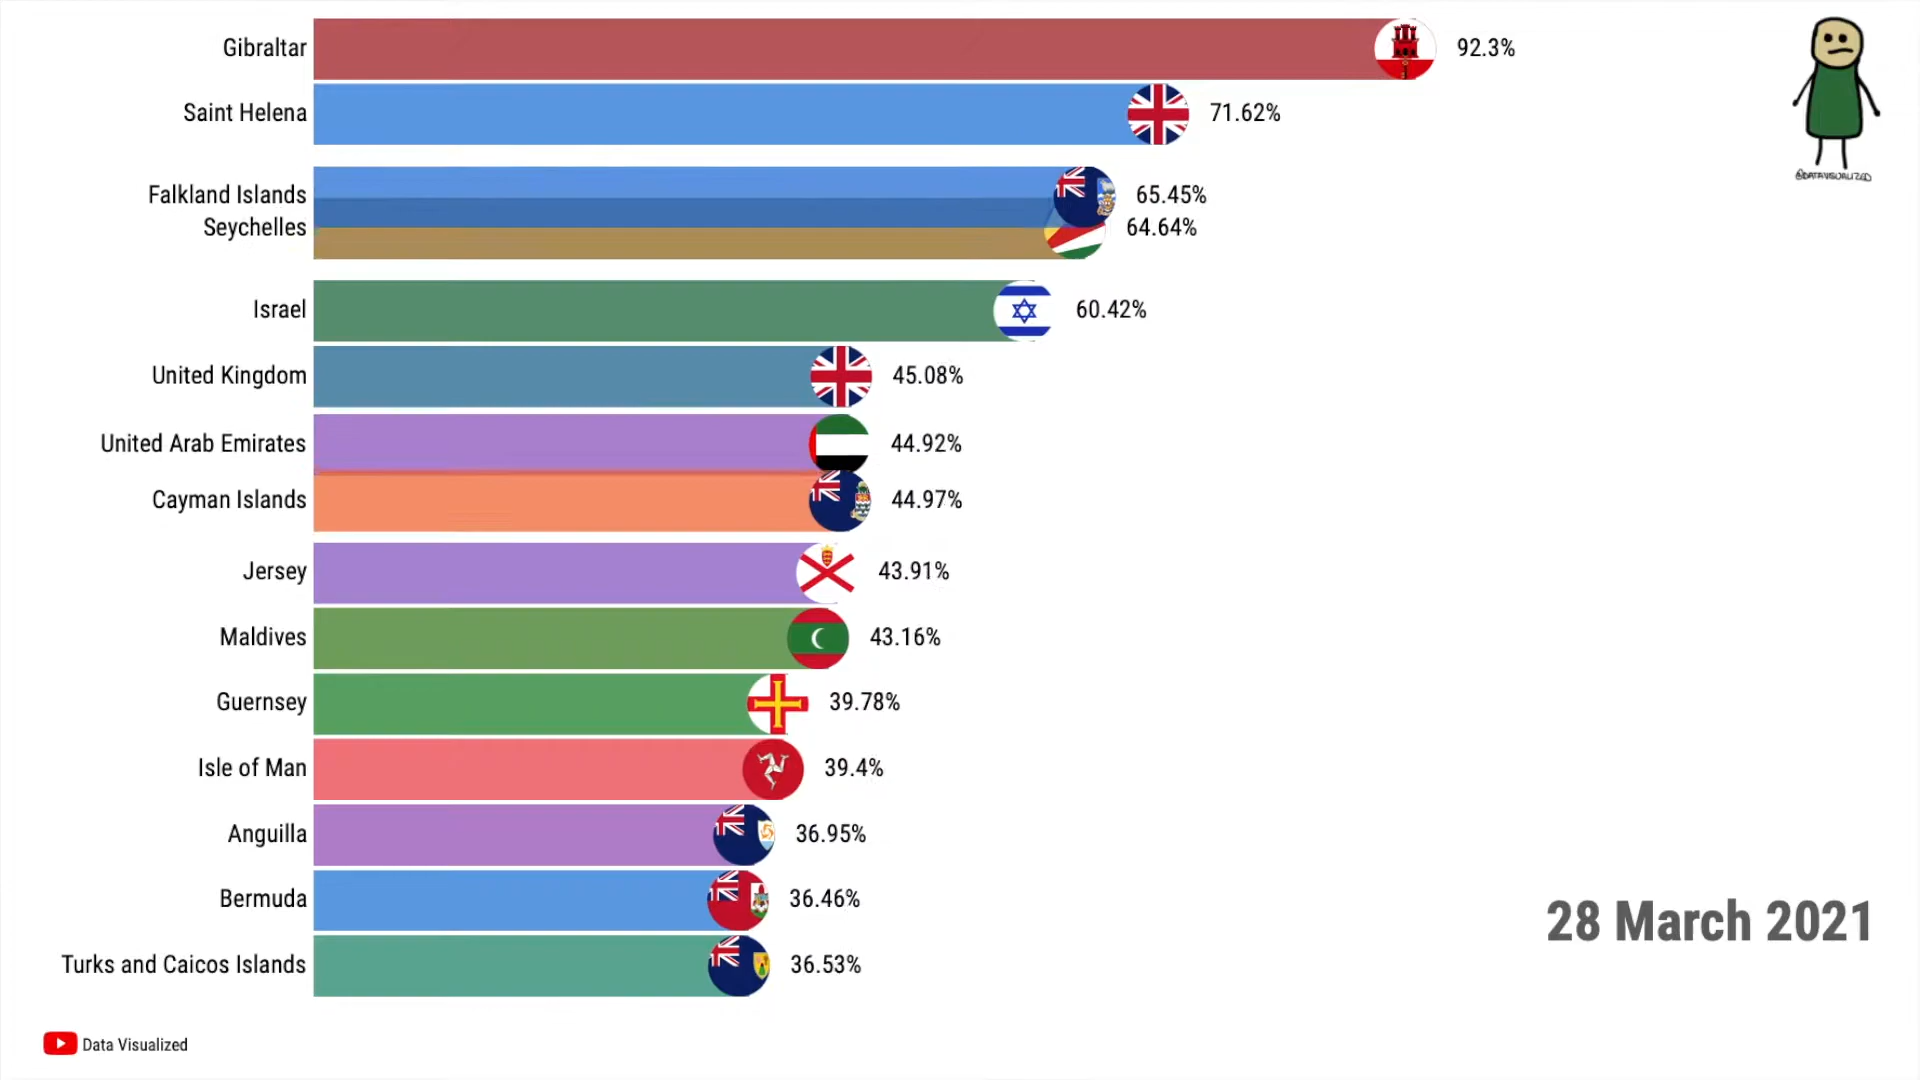 Gibraltar 92.3%
Saint Helena 71.62%
@DATAVISUALIZED
Falkland Islands 65.45%
Seychelles 64.64%
Israel 60.42%
United Kingdom 45.08%
United Arab Emirates 44.92%
Cayman Islands 44.97%
Jersey 43.91%
Maldives 43.16%
Guernsey 39.78%
Isle of Man 39.4%
Anguilla 36.95%
Bermuda 36.46%
28 March 2021
Turks and Caicos Islands 36.53%
Data Visualized